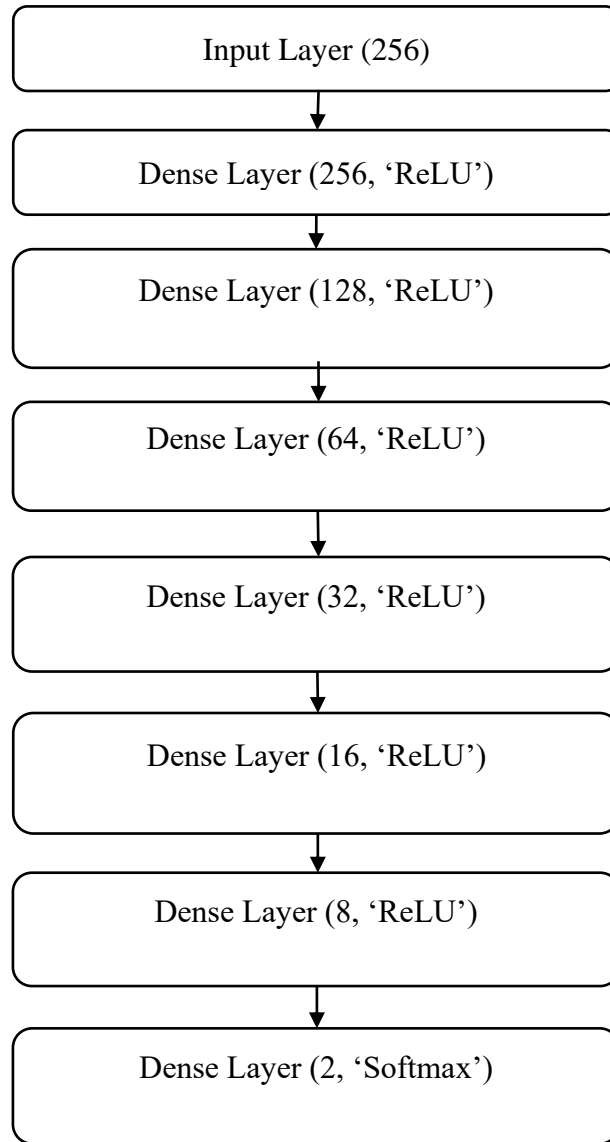 Input Layer (256)
Dense Layer (256, ‘ReLU’)
Dense Layer (128, ‘ReLU’)
Dense Layer (64, ‘ReLU’)
Dense Layer (32, ‘ReLU’)
Dense Layer (16, ‘ReLU’)
Dense Layer (8, ‘ReLU’)
Dense Layer (2, ‘Softmax’)